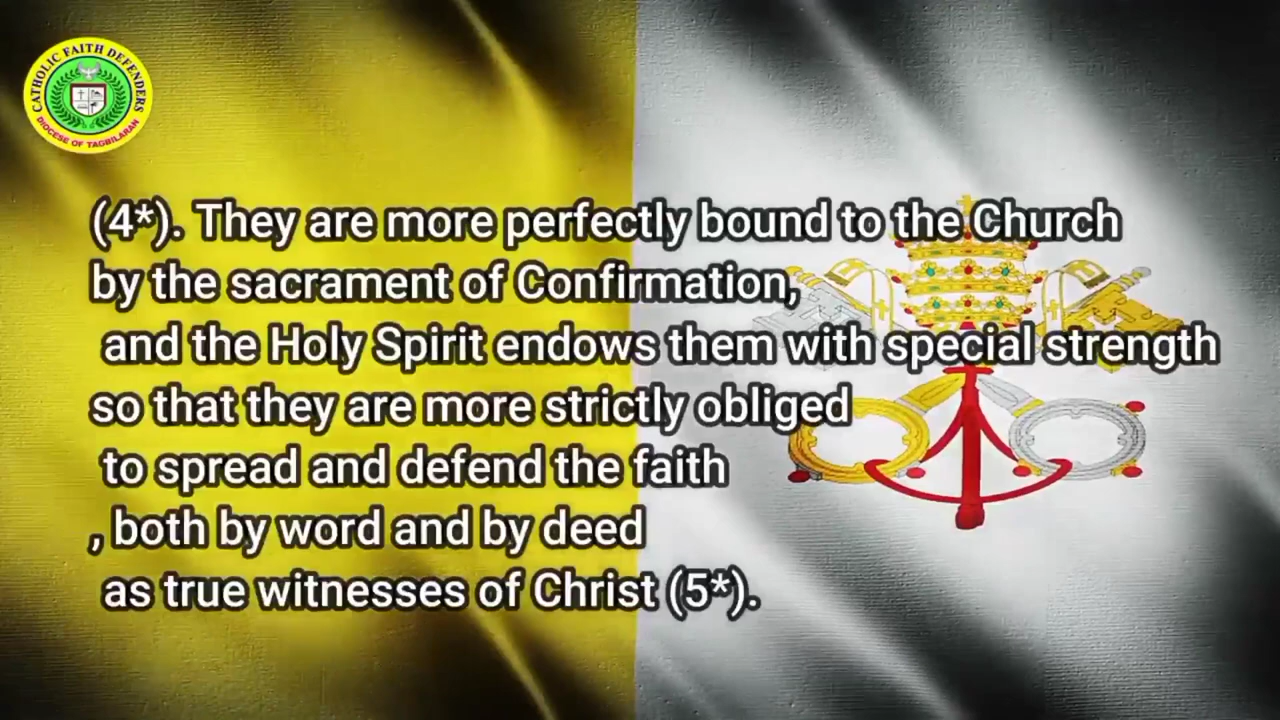 CATHOLIC FAITH DEFENDERS
DIOCESE OF TAGBILARAN
(4*). They are more perfectly bound to the Church
by the sacrament of Confirmation,
and the Holy Spirit endows them with special strength
so that they are more strictly obliged
to spread and defend the faith
, both by word and by deed
as true witnesses of Christ (5*).